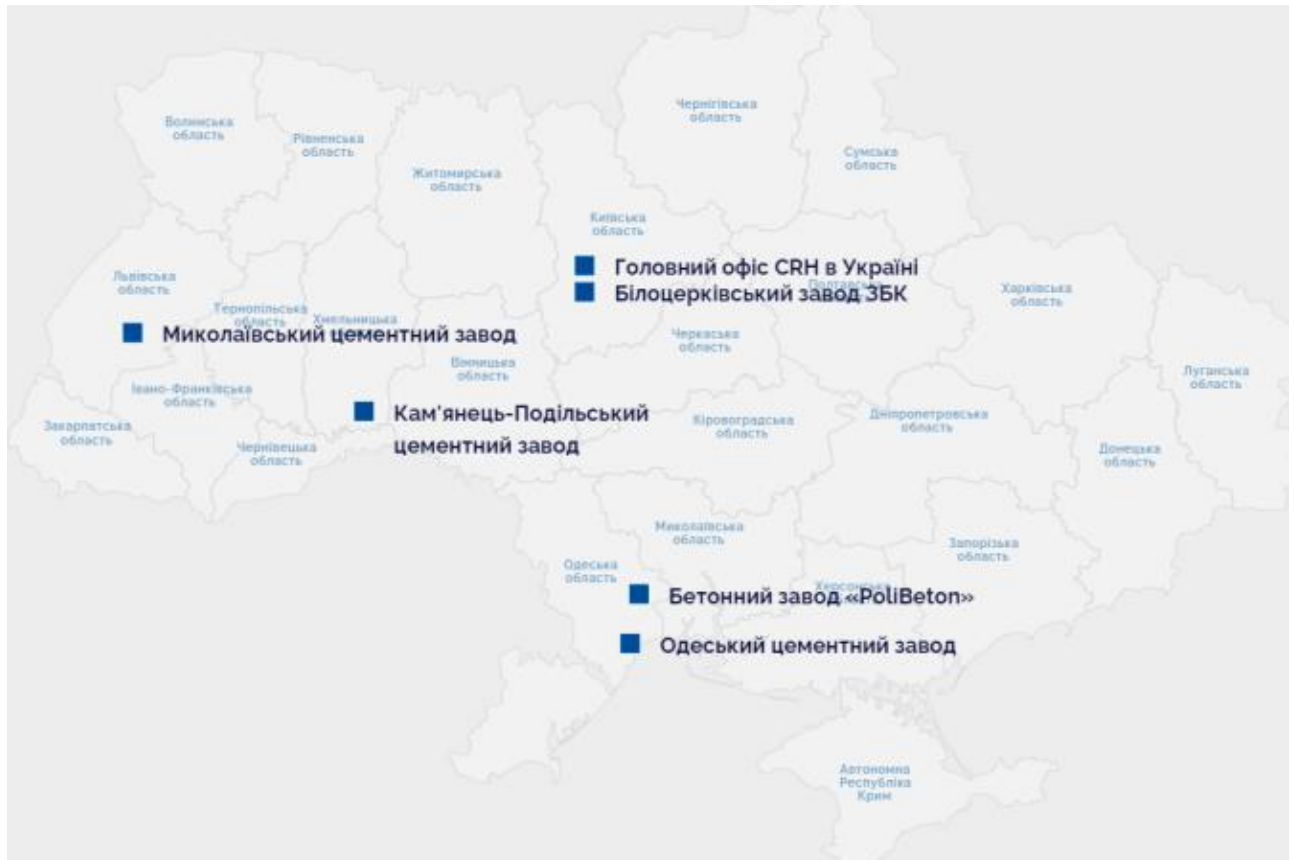 Чернігівська
область
Волинська
область
Рівненська
область
Сумська
область
Житомирська
область
Київська
область
Головний офіс CRH в Україні
Білоцерківський завод ЗБК
Полтавська
Харківська
область
Львівська
область
Тернопільська
область
Хмельницька
Миколаївський цементний завод
Черкаська
область
Вінницька
область
Луганська
область
Івано-Франківська
область
Кам'янець-Подільський
цементний завод
Кіровоградська
область
Дніпропетровська
область
Закарпатська
область
Чернівецька
область
Донецька
область
Миколаївська
область
Запорізька
область
Одеська
область
Херсонська
Бетонний завод «PoliBeton»
Одеський цементний завод
Автономна
Республіка
Крим